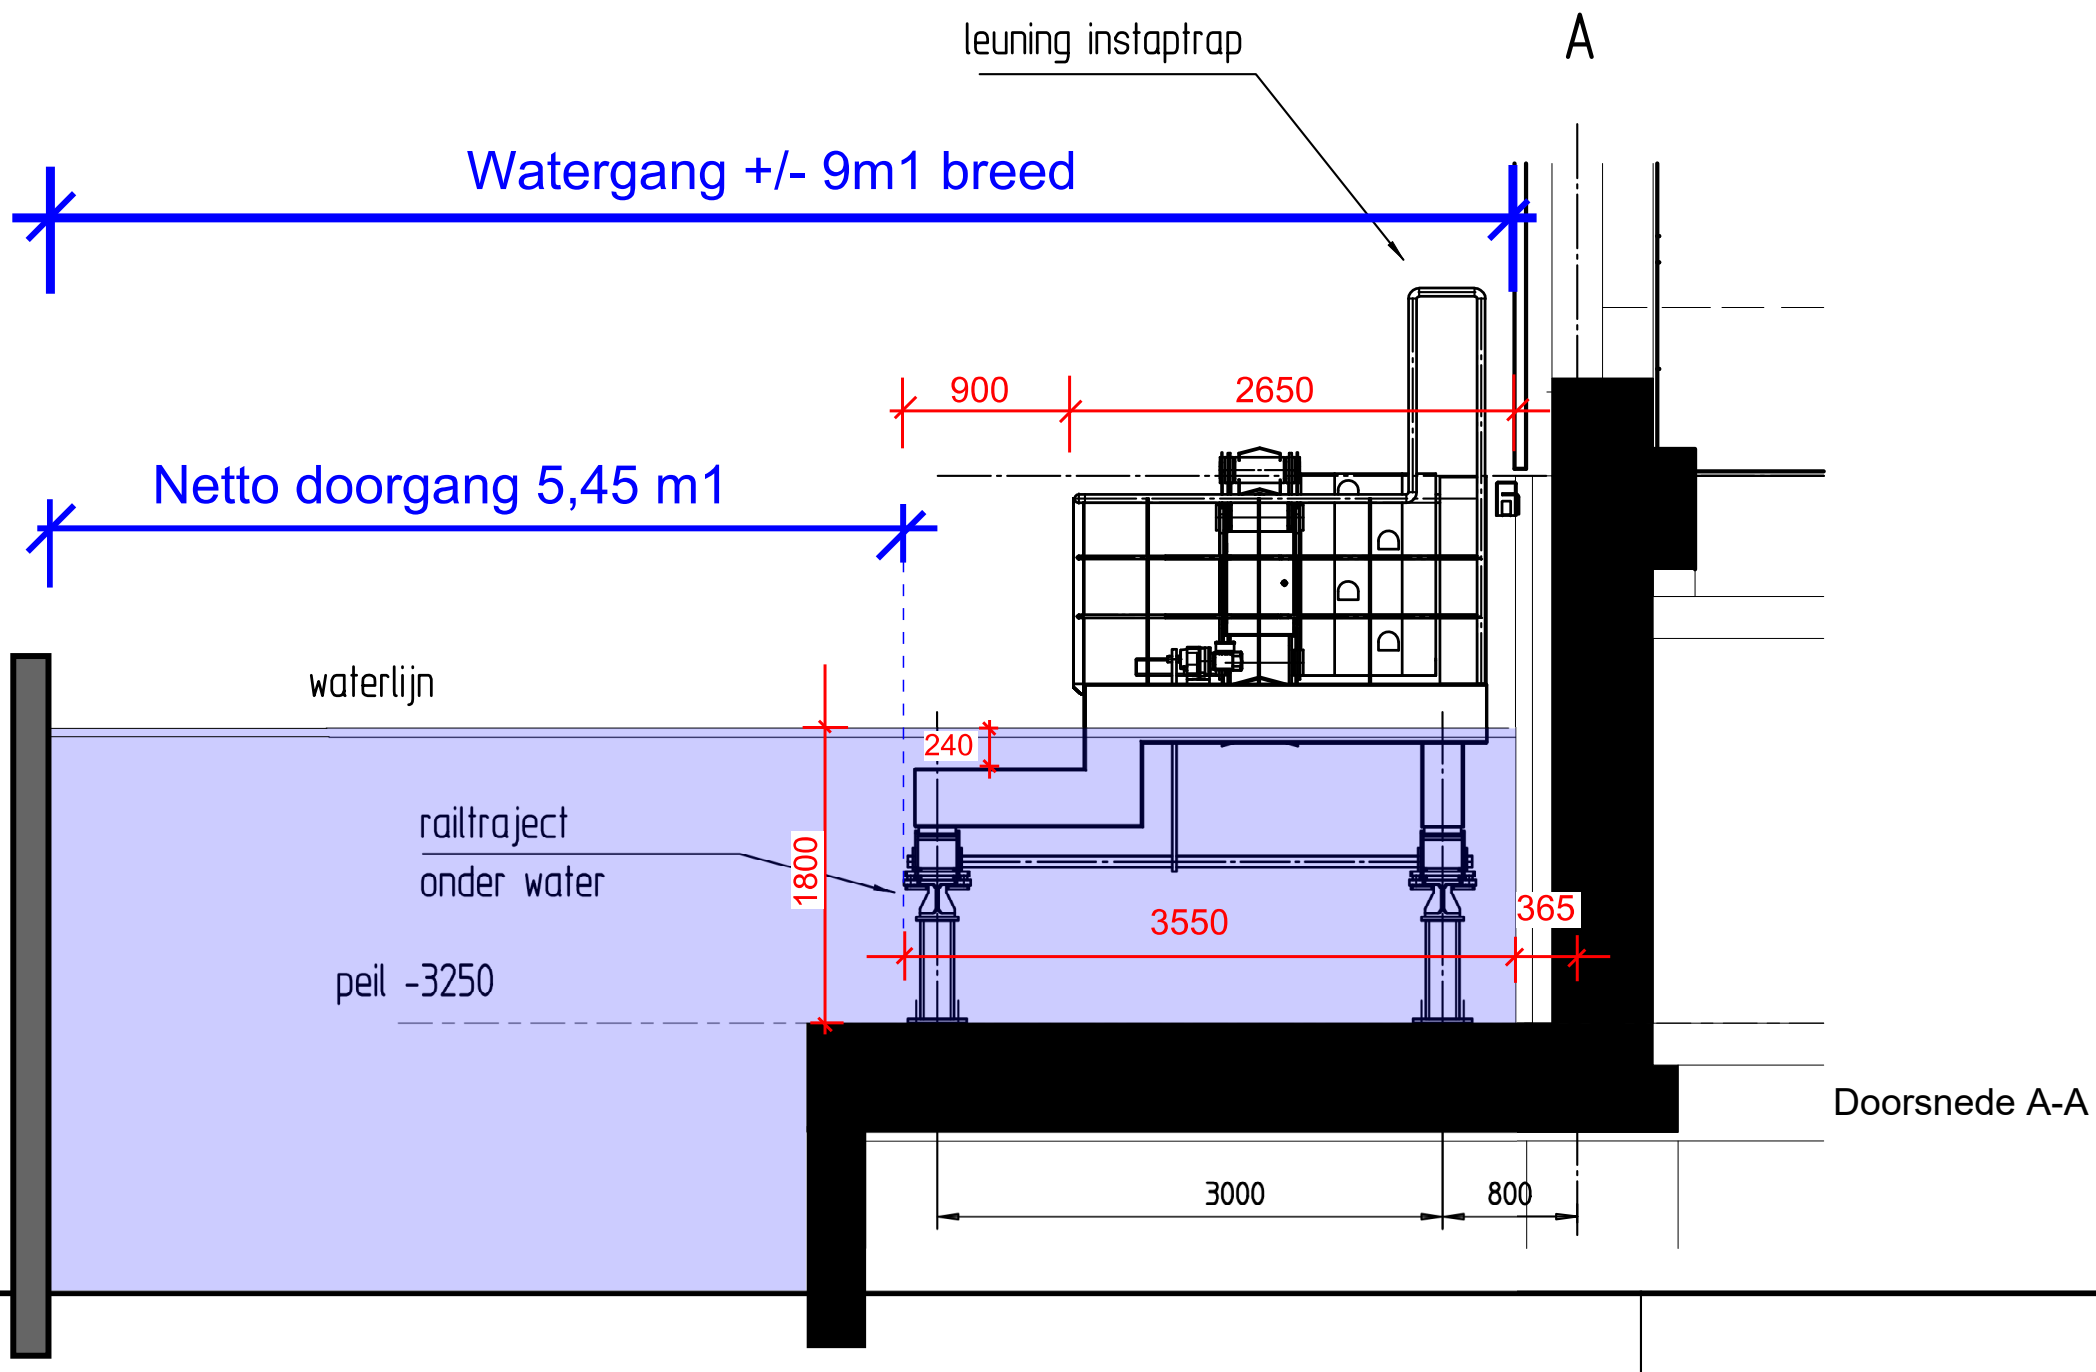 leuning instaptrap
A
Watergang +/- 9m1 breed
900
2650
Netto doorgang 5,45 m1
waterlijn
240
railtraject
onder water
1800
365
3550
peil -3250
Doorsnede A-A
3000
800